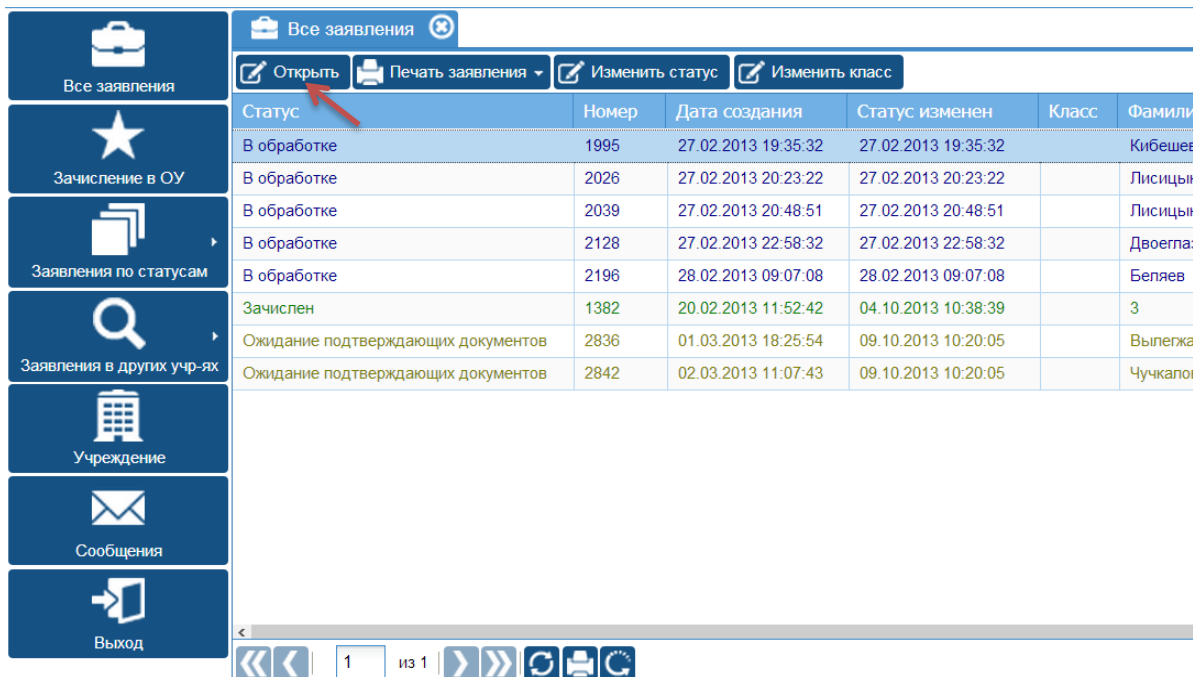 Все заявления
Зачисление в ОУ
Заявления по статусам
Заявления в других учр-ях
Учреждение
Сообщения
Выход
Все заявления
Открыть Печать заявления Изменить статус Изменить класс
Статус Номер Дата создания Статус изменен Класс Фамили
В обработке 1995 27.02.2013 19:35:32 27.02.2013 19:35:32 Кибешев
В обработке 2026 27.02.2013 20:23:22 27.02.2013 20:23:22 Лисицын
В обработке 2039 27.02.2013 20:48:51 27.02.2013 20:48:51 Лисицын
В обработке 2128 27.02.2013 22:58:32 27.02.2013 22:58:32 Двоеглаз
В обработке 2196 28.02.2013 09:07:08 28.02.2013 09:07:08 Беляев
Зачислен 1382 20.02.2013 11:52:42 04.10.2013 10:38:39 3
Ожидание подтверждающих документов 2836 01.03.2013 18:25:54 09.10.2013 10:20:05 Выпегжа
Ожидание подтверждающих документов 2842 02.03.2013 11:07:43 09.10.2013 10:20:05 Чучкало
1 из 1